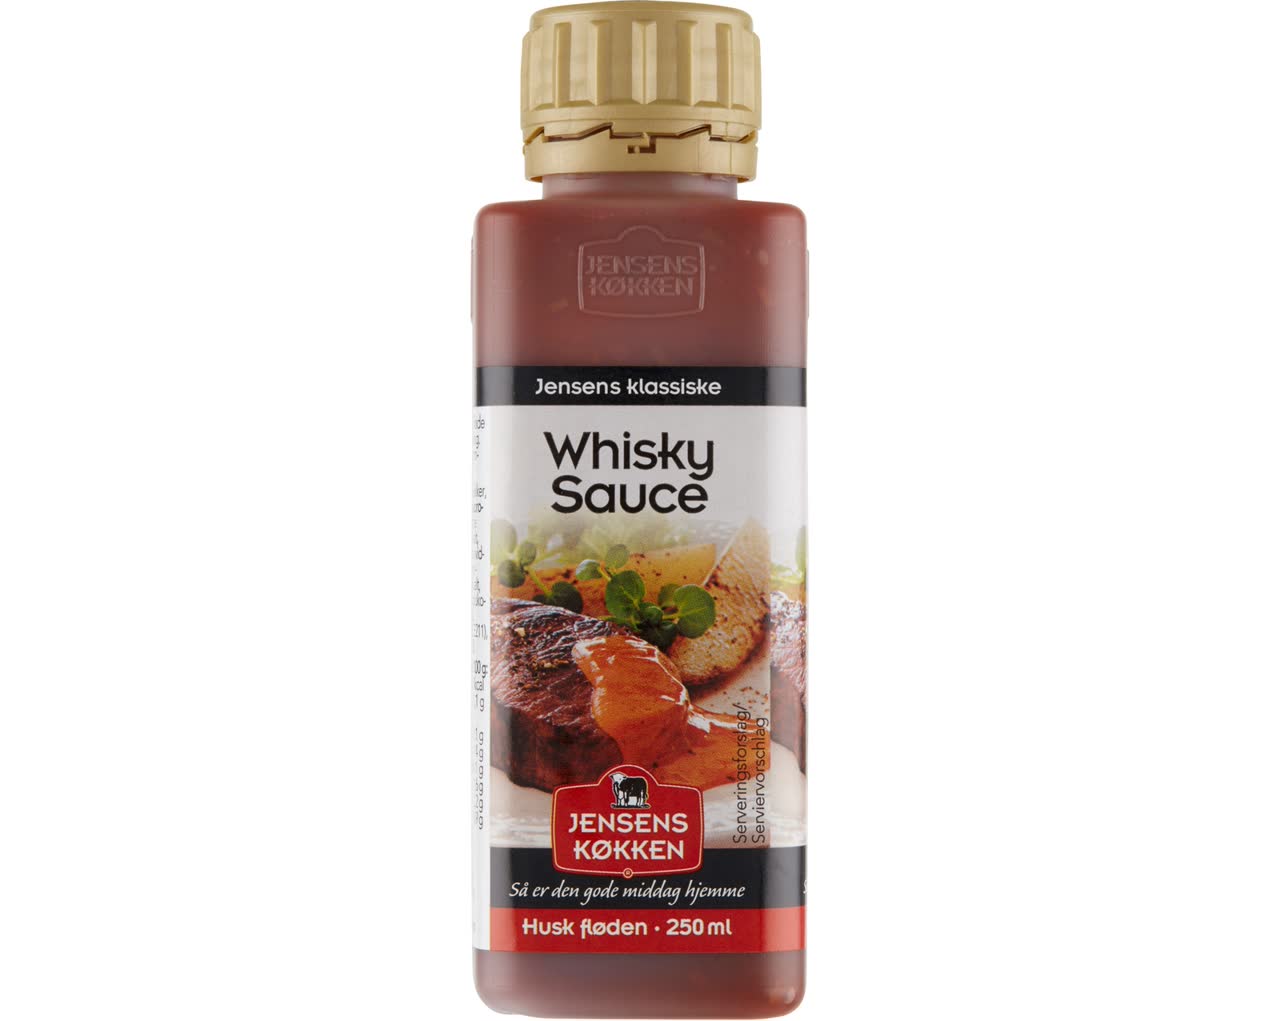 JENSENS
KØKKEN
Jensens klassiske
Whisky
Sauce
Serveringsforslag/
Serviervorschlag
JENSENS
KØKKEN
®
Så er den gode middag hjemme
Husk fløden · 250 ml